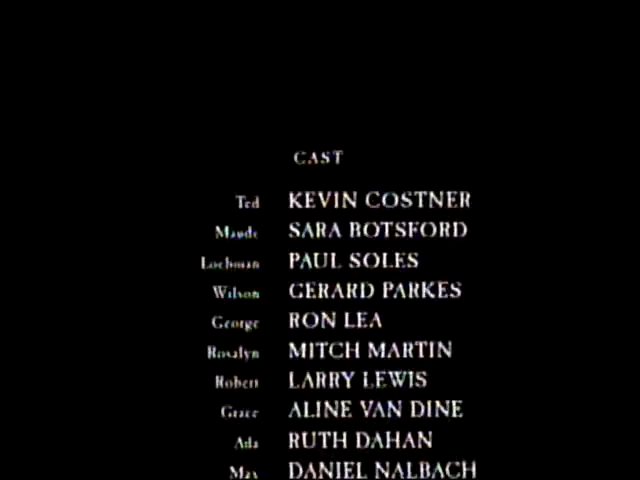 CAST
Ted KEVIN COSTNER
Maude SARA BOTSFORD
Lochman PAUL SOLES
Wilson GERARD PARKES
George RON LEA
Rosalyn MITCH MARTIN
Robert LARRY LEWIS
Grace ALINE VAN DINE
Ada RUTH DAHAN
Max DANIEL NALBACH